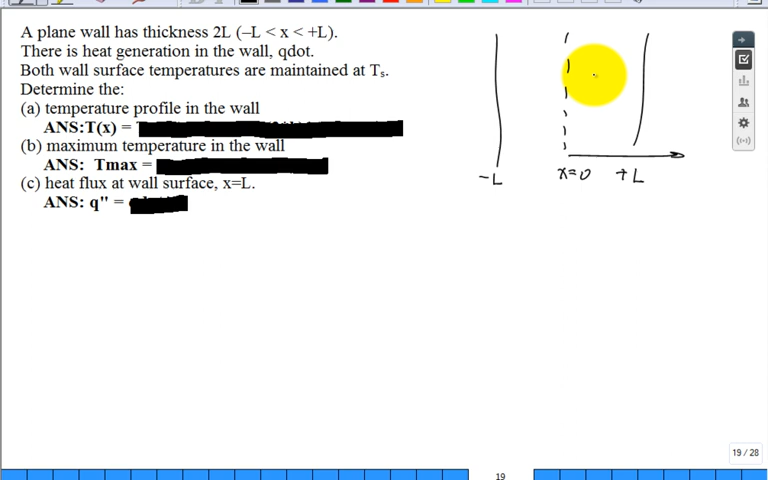 A plane wall has thickness 2L (–L < x < +L).
There is heat generation in the wall, qdot.
Both wall surface temperatures are maintained at Ts.
Determine the:
(a) temperature profile in the wall
ANS:T(x) =
(b) maximum temperature in the wall
ANS: Tmax =
(c) heat flux at wall surface, x=L.
ANS: q" =
-L x=0 +L
19 / 28
19